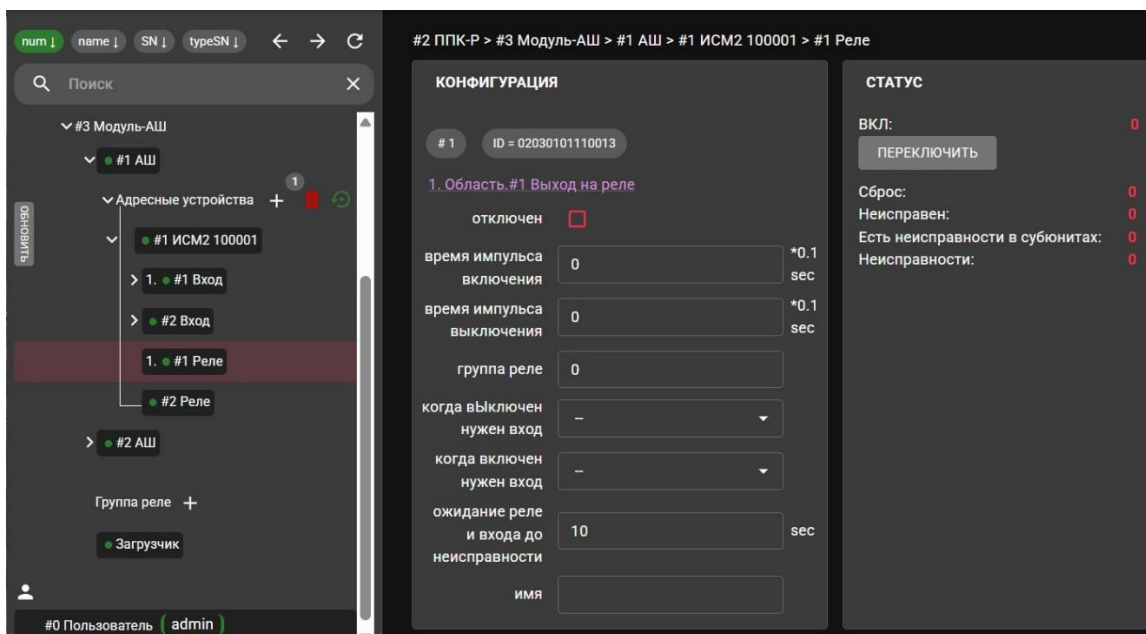 num ↓ name ↓ SN ↓ typeSN ↓
Поиск
#3 Модуль-АШ
#1 АШ
Адресные устройства
1
ОБНОВИТЬ
#1 ИСМ2 100001
1. #1 Вход
#2 Вход
1. #1 Реле
#2 Реле
#2 АШ
Группа реле
Загрузчик
#0 Пользователь ( admin )
#2 ППК-Р > #3 Модуль-АШ > #1 АШ > #1 ИСМ2 100001 > #1 Реле
КОНФИГУРАЦИЯ
# 1 ID = 02030101110013
1. Область.#1 Выход на реле
отключен
время импульса
включения
0
*0.1
sec
время импульса
выключения
0
*0.1
sec
группа реле
0
когда вЫключен
нужен вход
–
когда включен
нужен вход
–
ожидание реле
и входа до
неисправности
10
sec
имя
СТАТУС
ВКЛ: 0
ПЕРЕКЛЮЧИТЬ
Сброс: 0
Неисправен: 0
Есть неисправности в субюнитах: 0
Неисправности: 0